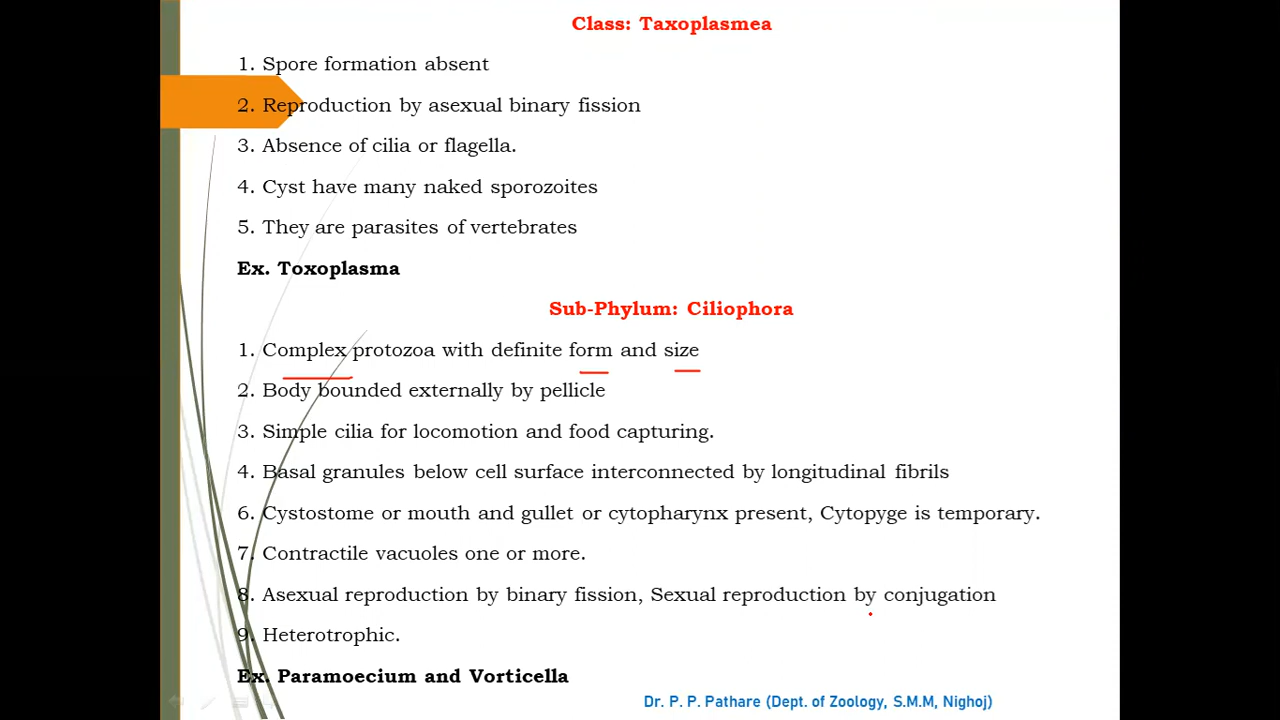 Class: Taxoplasmea
1. Spore formation absent
2. Reproduction by asexual binary fission
3. Absence of cilia or flagella.
4. Cyst have many naked sporozoites
5. They are parasites of vertebrates
Ex. Toxoplasma
Sub-Phylum: Ciliophora
1. Complex protozoa with definite form and size
2. Body bounded externally by pellicle
3. Simple cilia for locomotion and food capturing.
4. Basal granules below cell surface interconnected by longitudinal fibrils
6. Cystostome or mouth and gullet or cytopharynx present, Cytopyge is temporary.
7. Contractile vacuoles one or more.
8. Asexual reproduction by binary fission, Sexual reproduction by conjugation
9. Heterotrophic.
Ex. Paramoecium and Vorticella
Dr. P. P. Pathare (Dept. of Zoology, S.M.M, Nighoj)